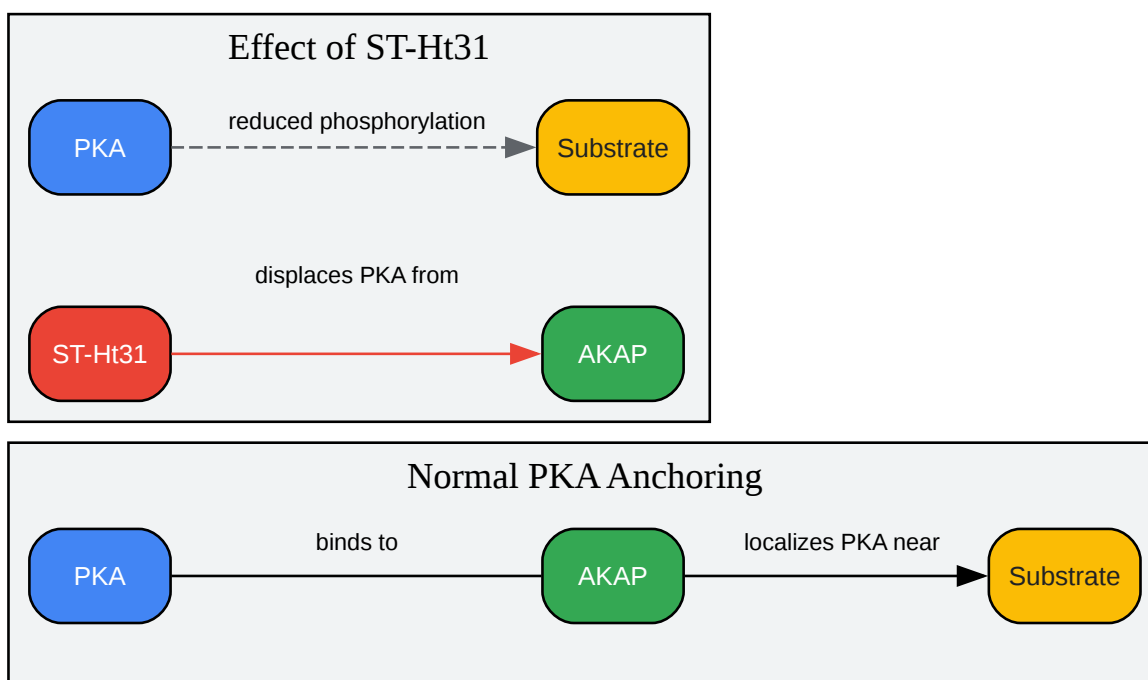 Effect of ST-Ht31
PKA
reduced phosphorylation
Substrate
displaces PKA from
ST-Ht31
AKAP
Normal PKA Anchoring
PKA
binds to
AKAP
localizes PKA near
Substrate